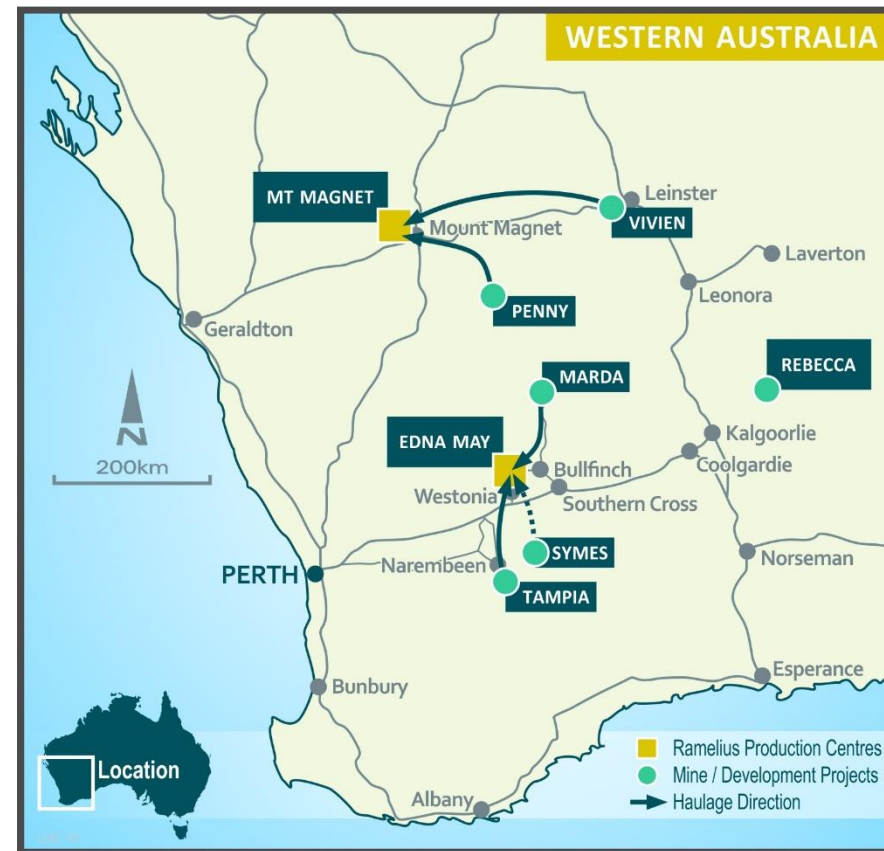 WESTERN AUSTRALIA
MT MAGNET
Leinster
VIVIEN
Mount Magnet
Laverton
Leonora
PENNY
Geraldton
MARDA
REBECCA
N
200km
EDNA MAY
Kalgoorlie
Coolgardie
Bullfinch
Westonia
Southern Cross
SYMES
Norseman
Narembeen
PERTH
TAMPIA
Esperance
Bunbury
Ramelius Production Centres
Location
Mine / Development Projects
Albany
Haulage Direction